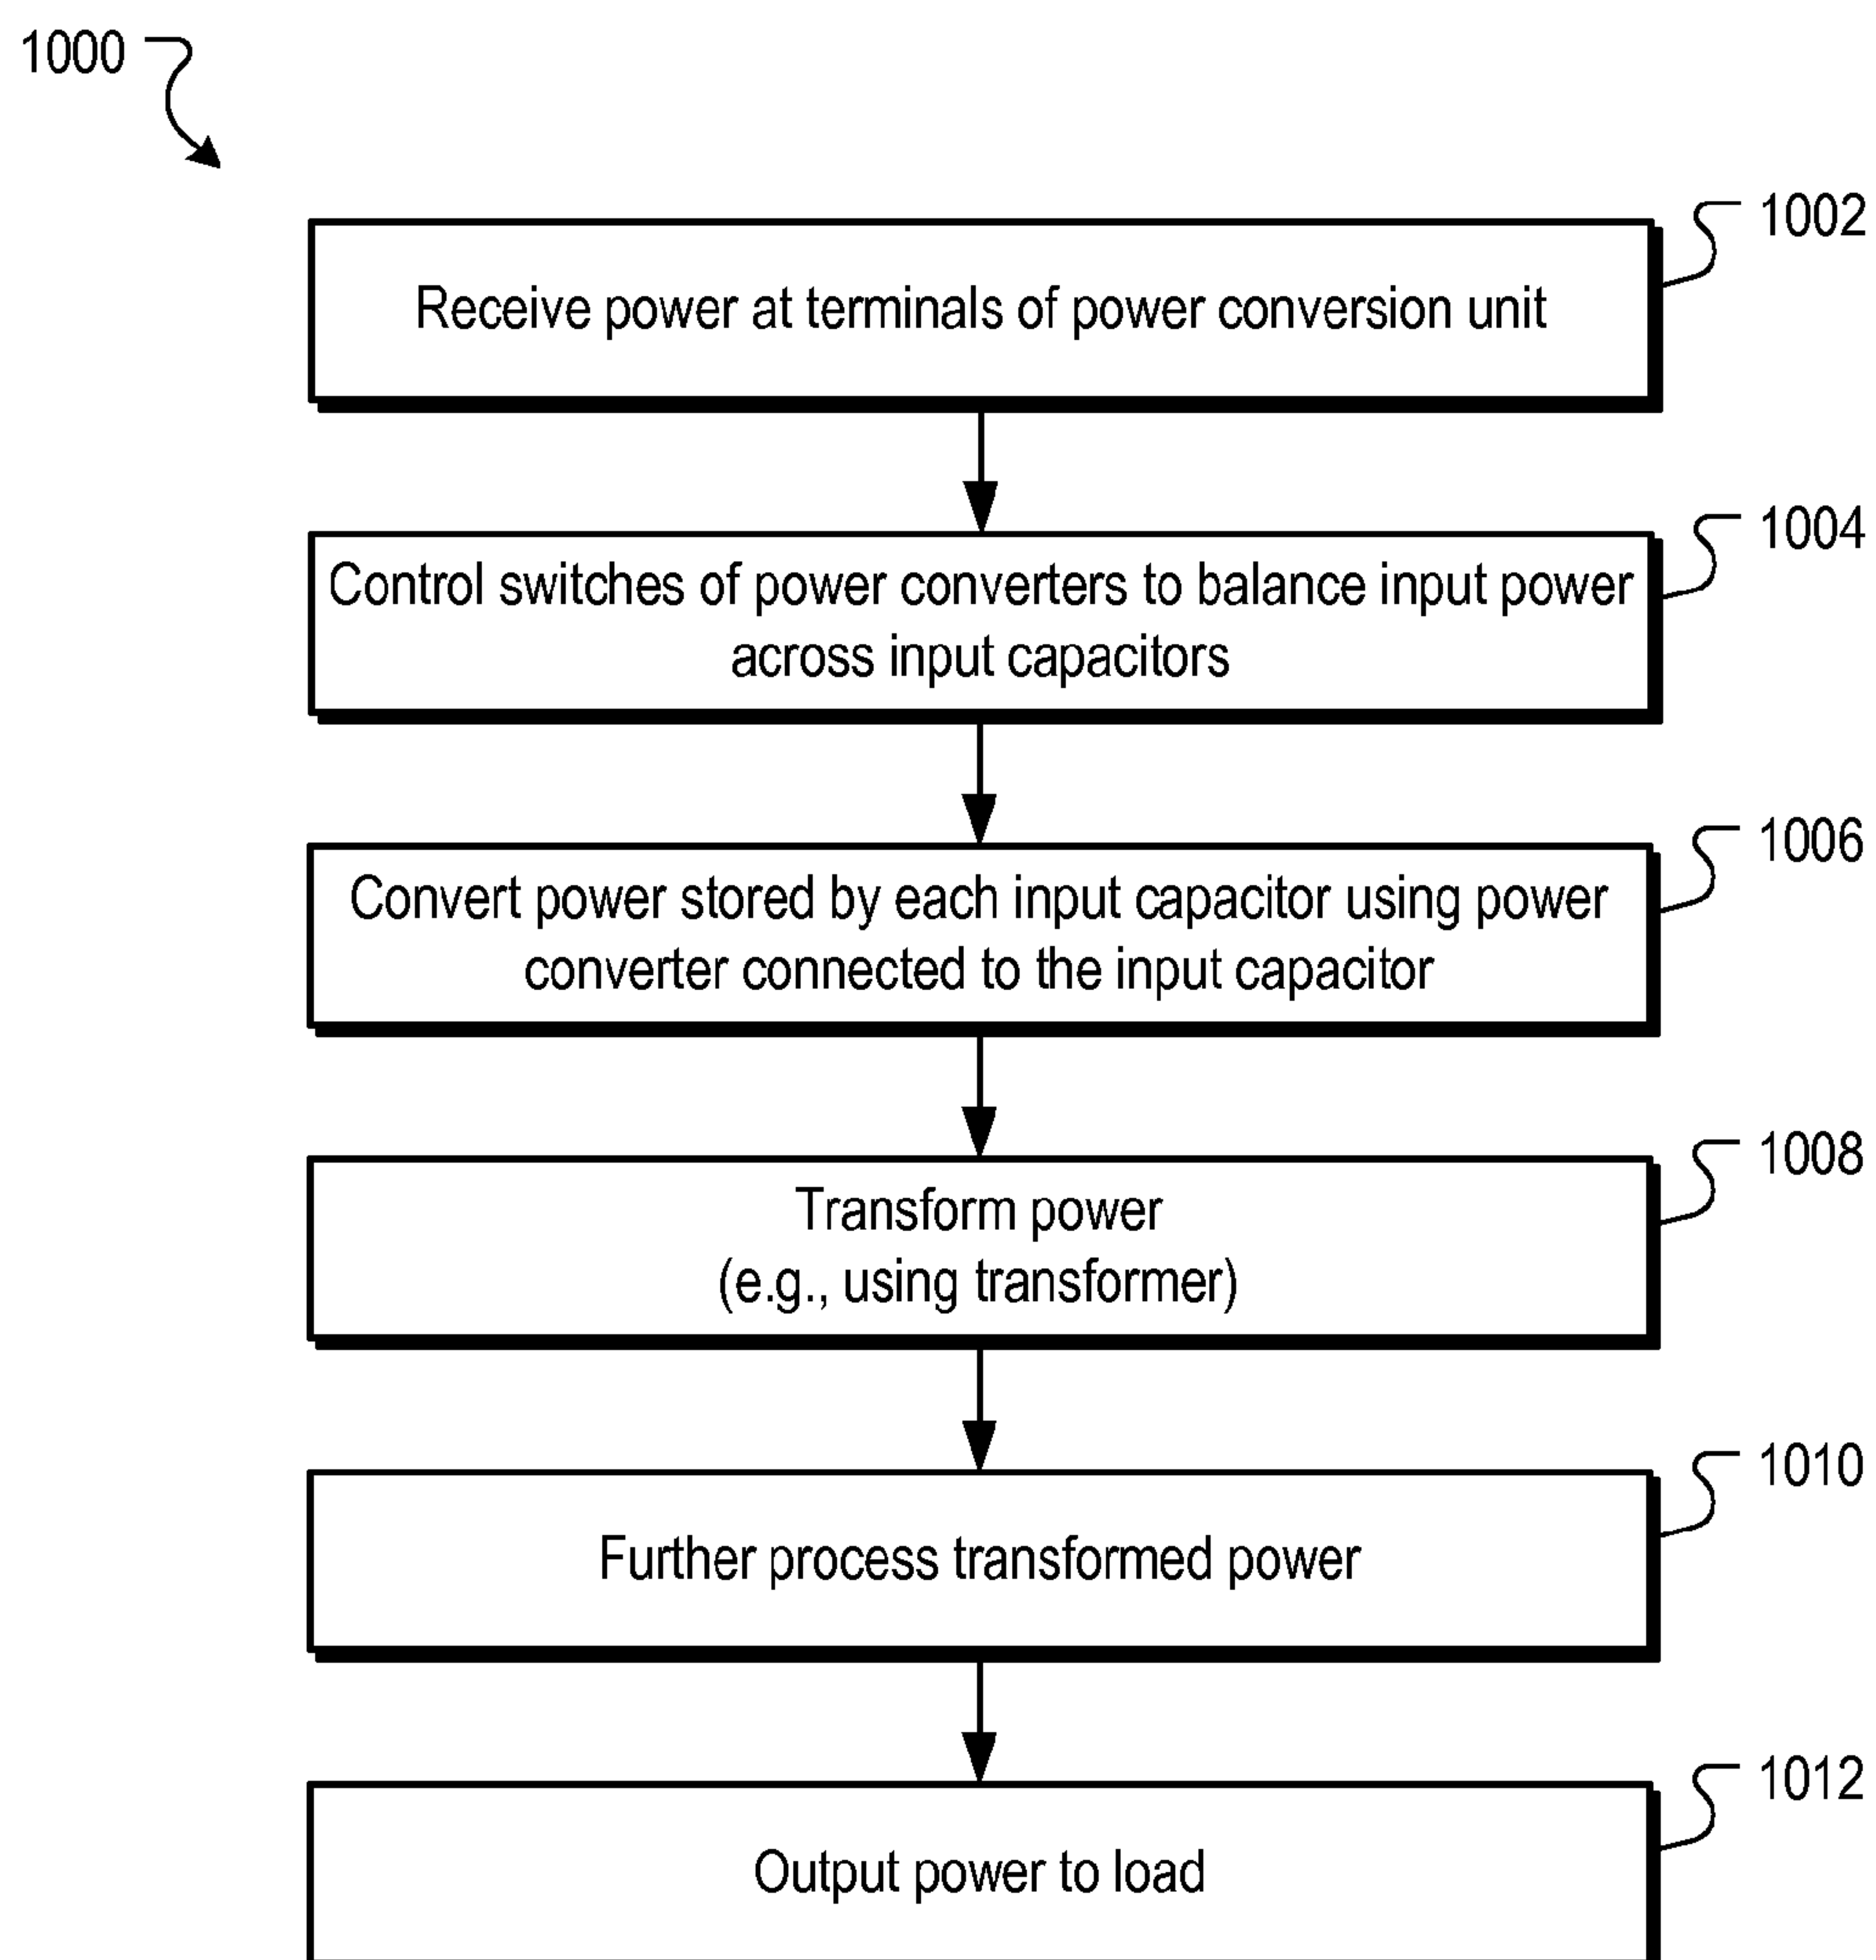 1000
1002
Receive power at terminals of power conversion unit
1004
Control switches of power converters to balance input power
across input capacitors
1006
Convert power stored by each input capacitor using power
converter connected to the input capacitor
1008
Transform power
(e.g., using transformer)
1010
Further process transformed power
1012
Output power to load